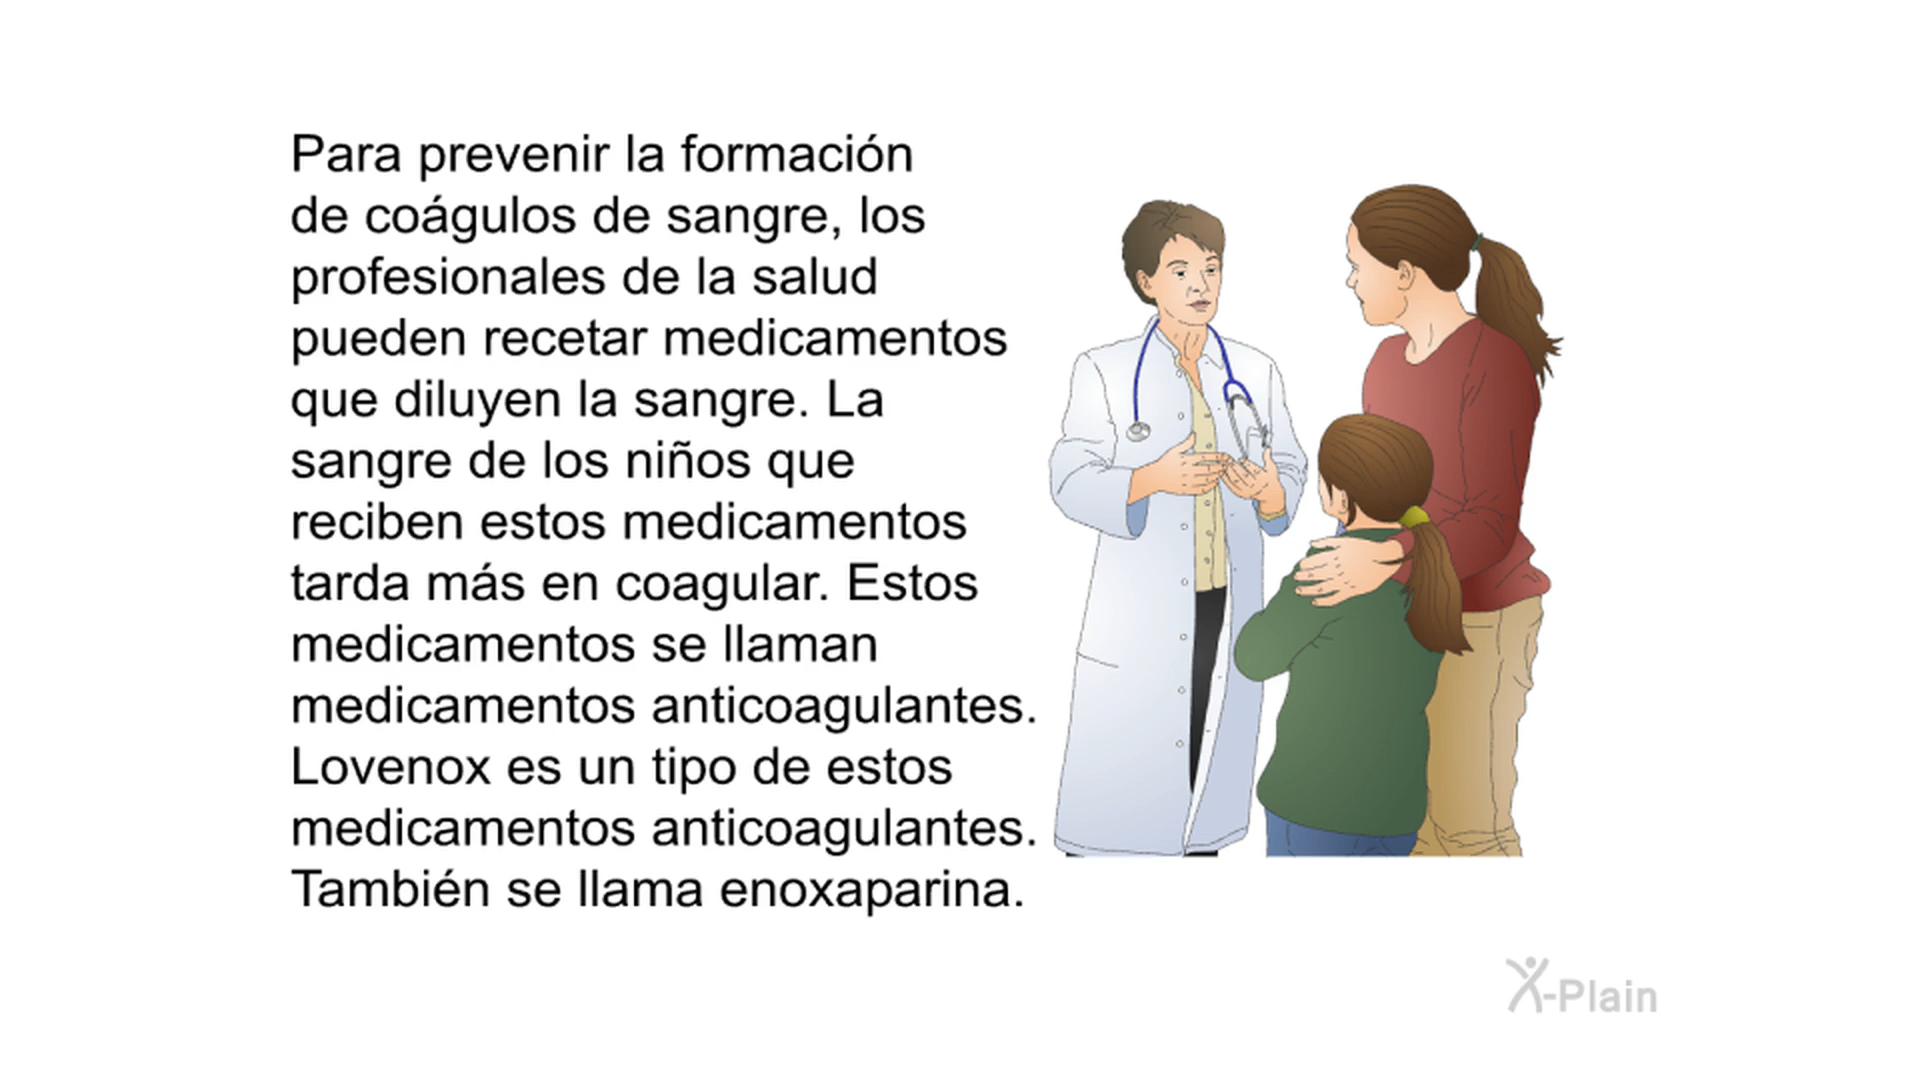 Para prevenir la formación
de coágulos de sangre, los
profesionales de la salud
pueden recetar medicamentos
que diluyen la sangre. La
sangre de los niños que
reciben estos medicamentos
tarda más en coagular. Estos
medicamentos se llaman
medicamentos anticoagulantes.
Lovenox es un tipo de estos
medicamentos anticoagulantes.
También se llama enoxaparina.
X-Plain